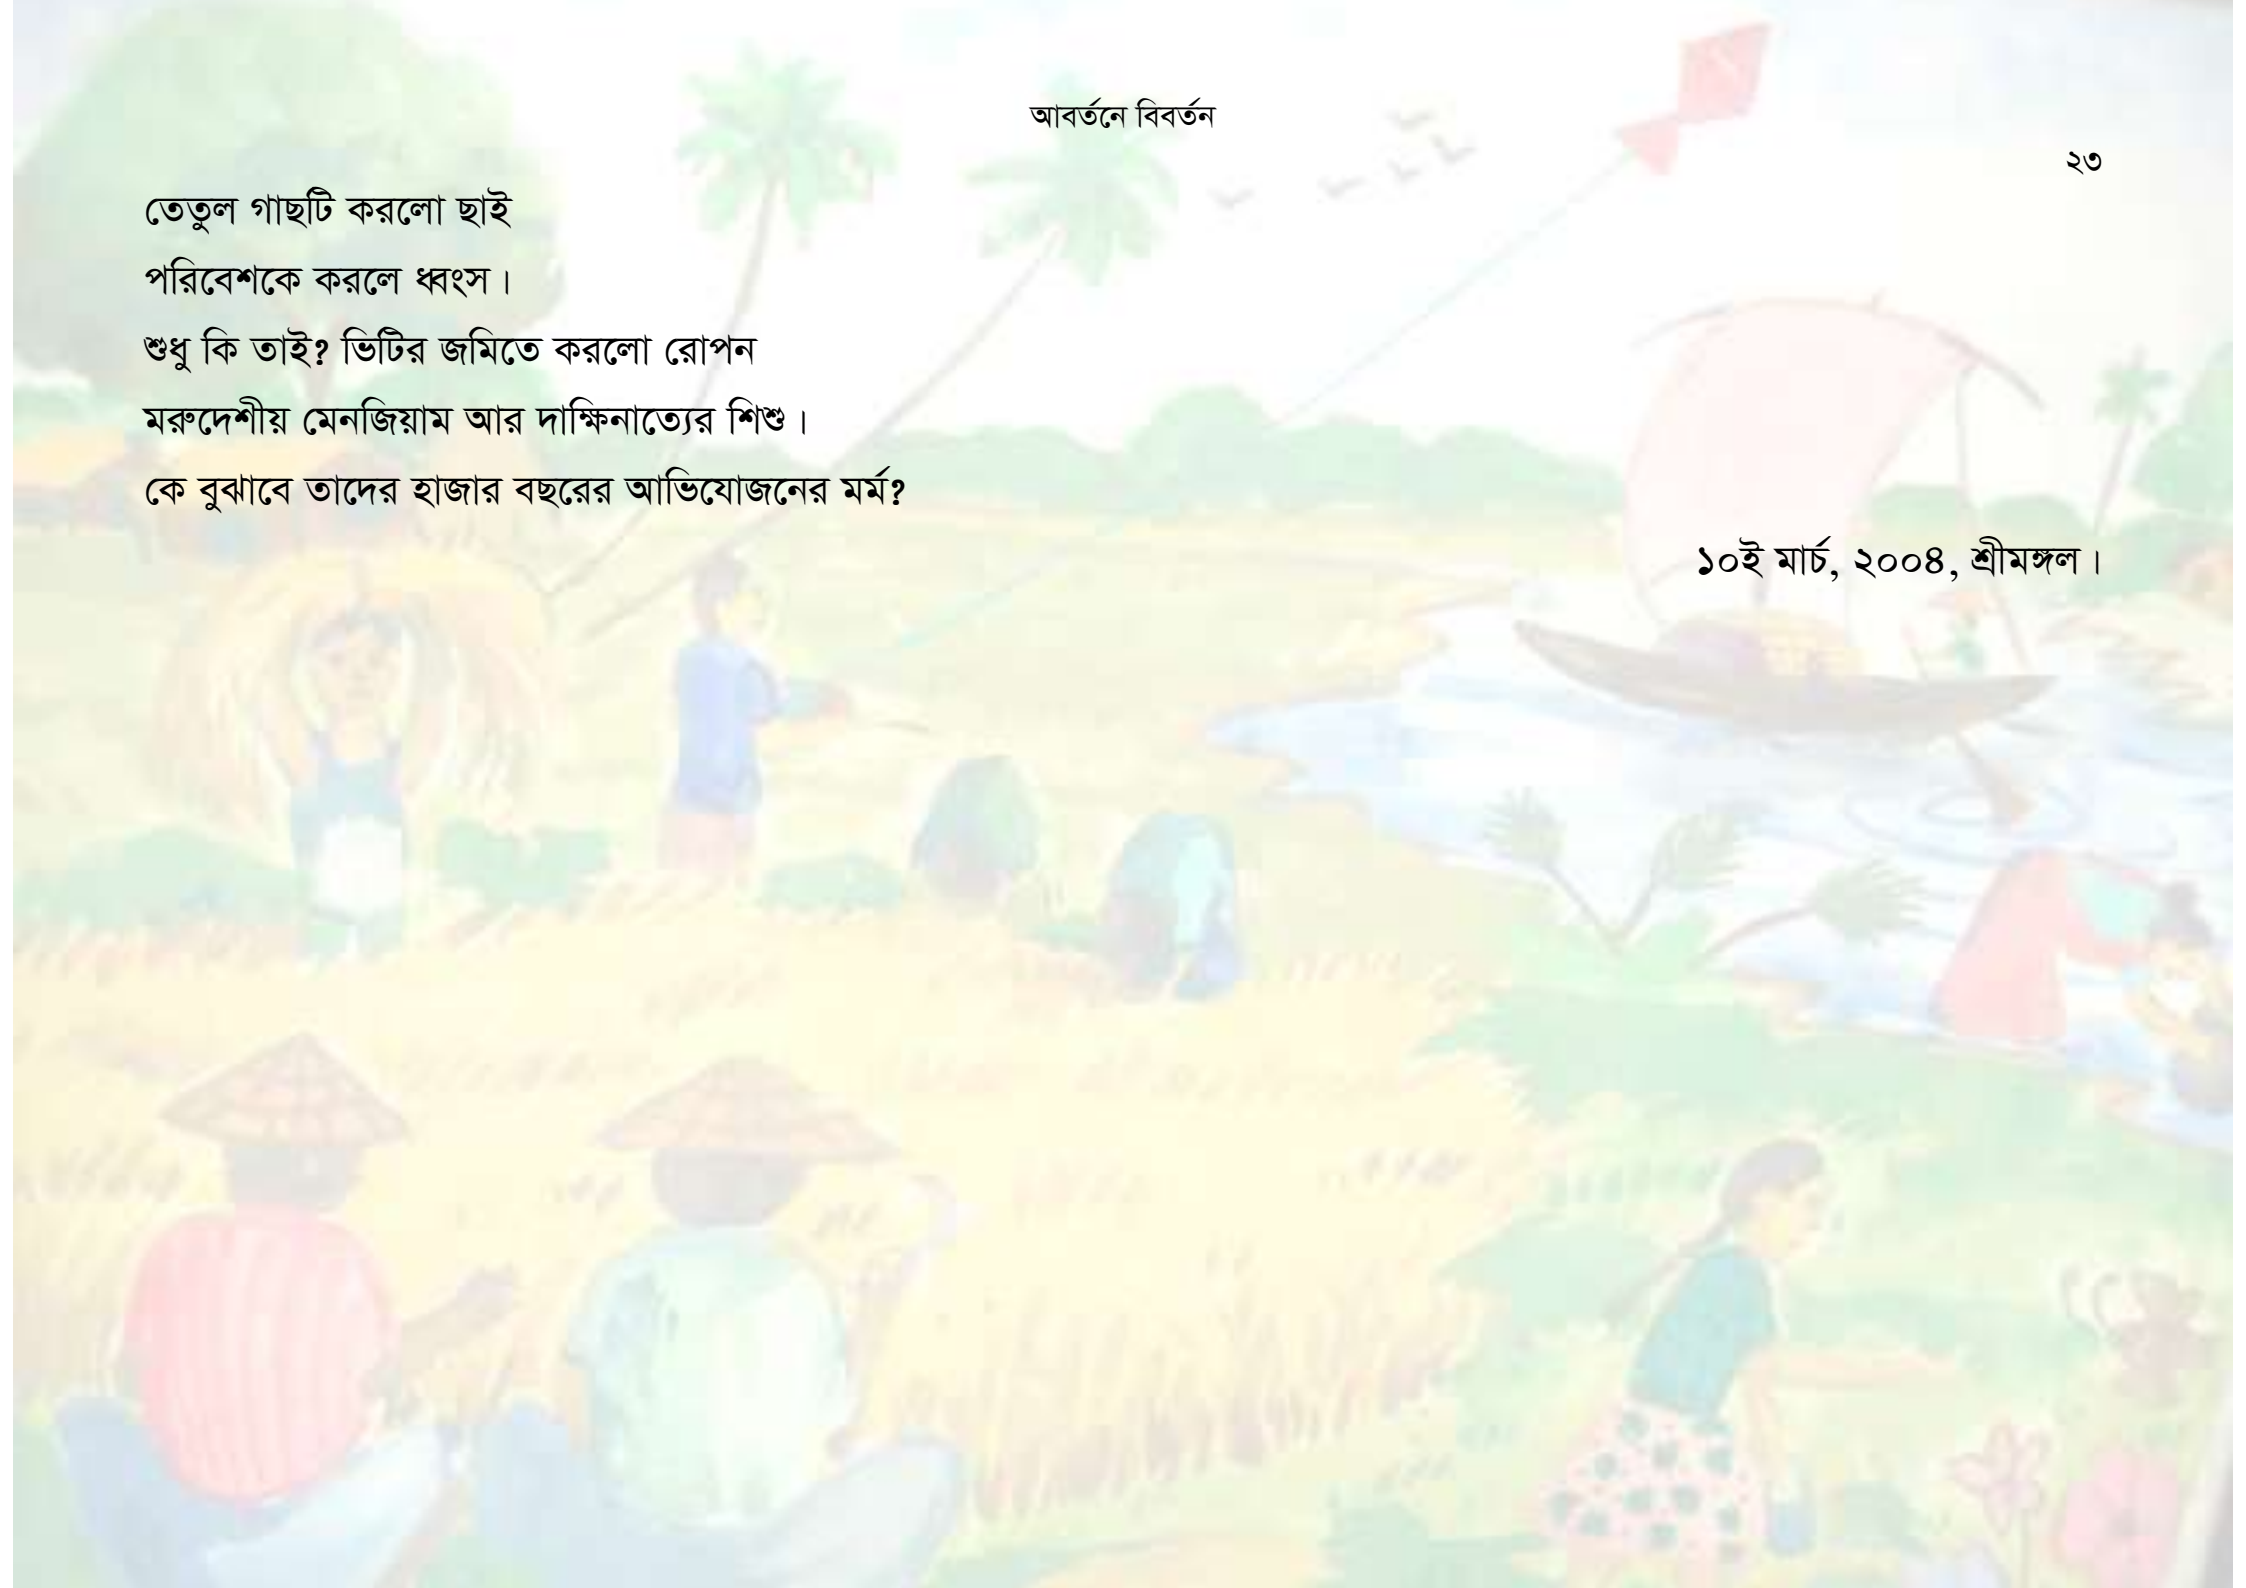 আবর্তনে বিবর্তন
২৩
তেতুল গাছটি করলো ছাই
পরিবেশকে করলে ধ্বংস।
শুধু কি তাই? ভিটির জমিতে করলো রোপন
মরুদেশীয় মেনজিয়াম আর দাক্ষিনাত্যের শিশু।
কে বুঝাবে তাদের হাজার বছরের আভিযোজনের মর্ম?
১০ই মার্চ, ২০০৪, শ্রীমঙ্গল।